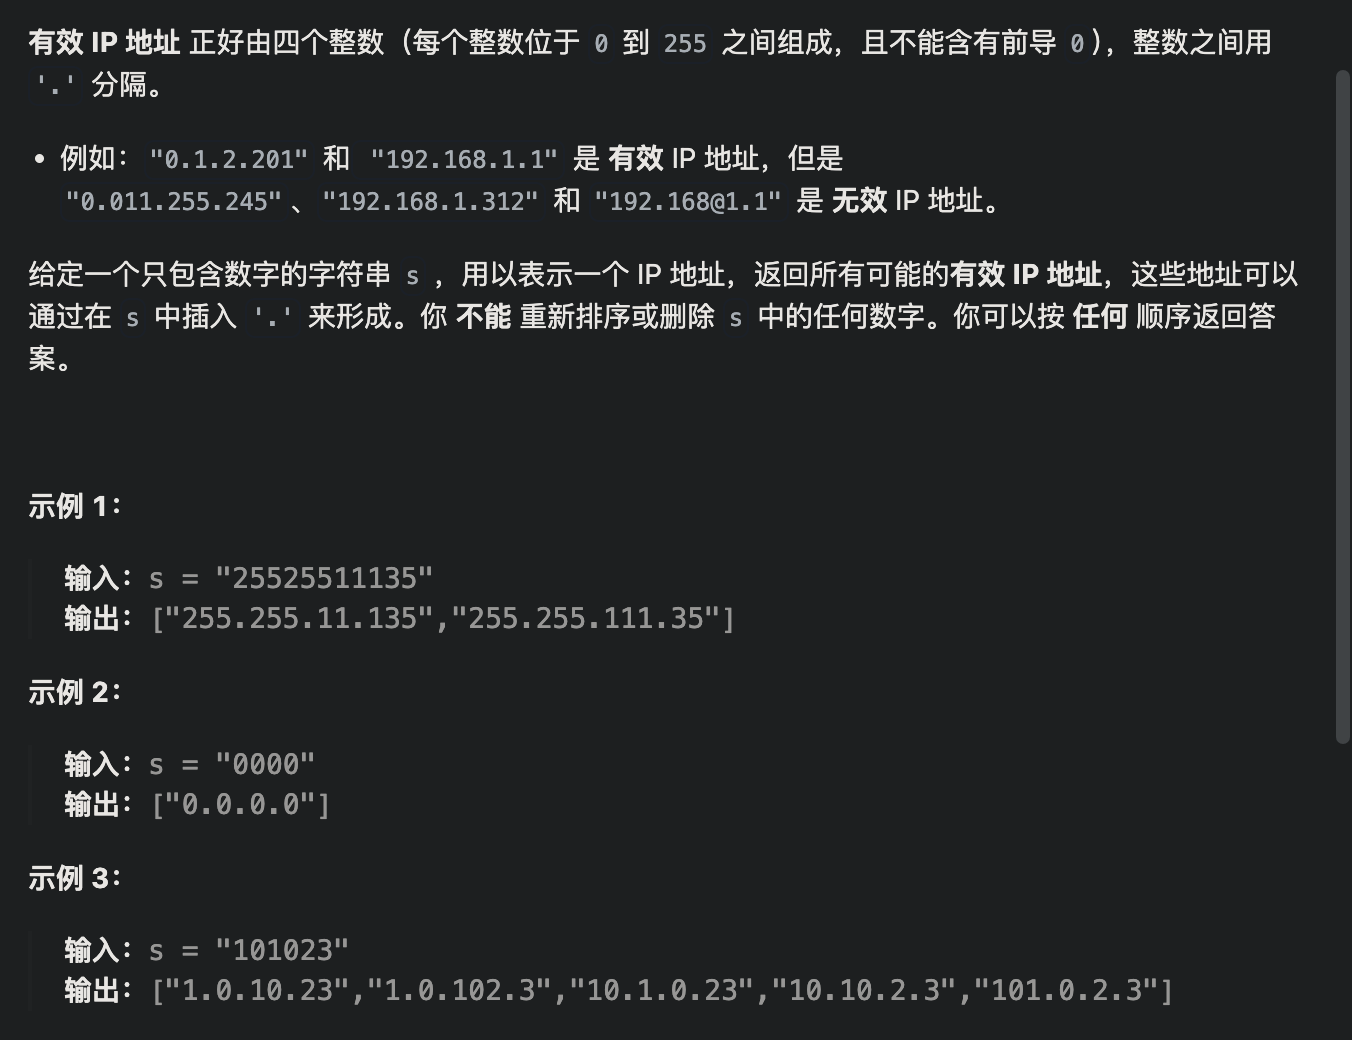 有效 IP 地址 正好由四个整数（每个整数位于 0 到 255 之间组成，且不能含有前导 0），整数之间用
'.' 分隔。
• 例如："0.1.2.201" 和 "192.168.1.1" 是 有效 IP 地址，但是
"0.011.255.245"、"192.168.1.312" 和 "192.168@1.1" 是 无效 IP 地址。
给定一个只包含数字的字符串 s ，用以表示一个 IP 地址，返回所有可能的有效 IP 地址，这些地址可以
通过在 s 中插入 '.' 来形成。你 不能 重新排序或删除 s 中的任何数字。你可以按 任何 顺序返回答
案。
示例 1：
输入：s = "25525511135"
输出：["255.255.11.135","255.255.111.35"]
示例 2：
输入：s = "0000"
输出：["0.0.0.0"]
示例 3：
输入：s = "101023"
输出：["1.0.10.23","1.0.102.3","10.1.0.23","10.10.2.3","101.0.2.3"]